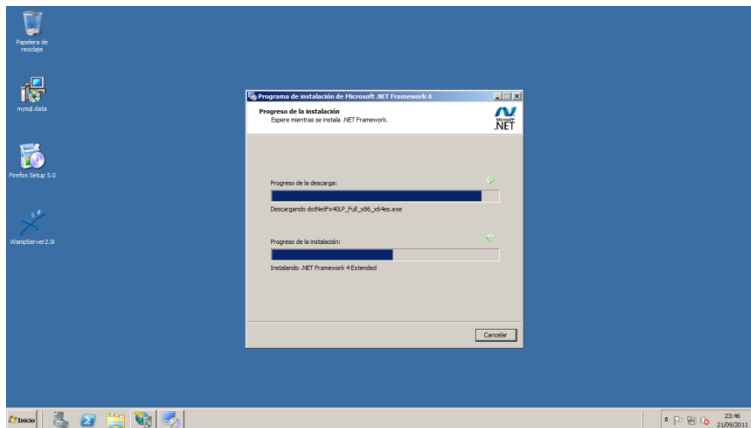 Papelera de
reciclaje
mysql.data
Firefox Setup 5.0
WampServer2.1i
Programa de instalación de Microsoft .NET Framework 4
Progreso de la instalación
Espere mientras se instala .NET Framework.
Microsoft
.NET
Progreso de la descarga:
Descargando dotNetFx40LP_Full_x86_x64es.exe
Progreso de la instalación:
Instalando .NET Framework 4 Extended
Cancelar
Inicio
23:46
21/09/2011